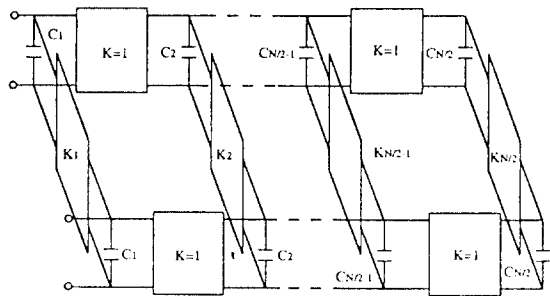 C1 K=1 C2 CN/2-1 K=1 CN/2
K1 K2 KN/2-1 KN/2
K=1 C1 t C2 CN/2-1 K=1 CN/2